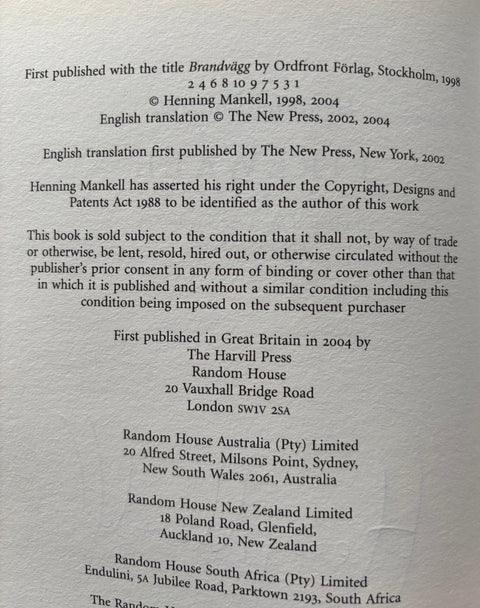 First published with the title Brandvägg by Ordfront Förlag, Stockholm, 1998
2 4 6 8 10 9 7 5 3 1
© Henning Mankell, 1998, 2004
English translation © The New Press, 2002, 2004
English translation first published by The New Press, New York, 2002
Henning Mankell has asserted his right under the Copyright, Designs and
Patents Act 1988 to be identified as the author of this work
This book is sold subject to the condition that it shall not, by way of trade
or otherwise, be lent, resold, hired out, or otherwise circulated without the
publisher's prior consent in any form of binding or cover other than that
in which it is published and without a similar condition including this
condition being imposed on the subsequent purchaser
First published in Great Britain in 2004 by
The Harvill Press
Random House
20 Vauxhall Bridge Road
London SW1V 2SA
Random House Australia (Pty) Limited
20 Alfred Street, Milsons Point, Sydney,
New South Wales 2061, Australia
Random House New Zealand Limited
18 Poland Road, Glenfield,
Auckland 10, New Zealand
Random House South Africa (Pty) Limited
Endulini, 5A Jubilee Road, Parktown 2193, South Africa
The Random